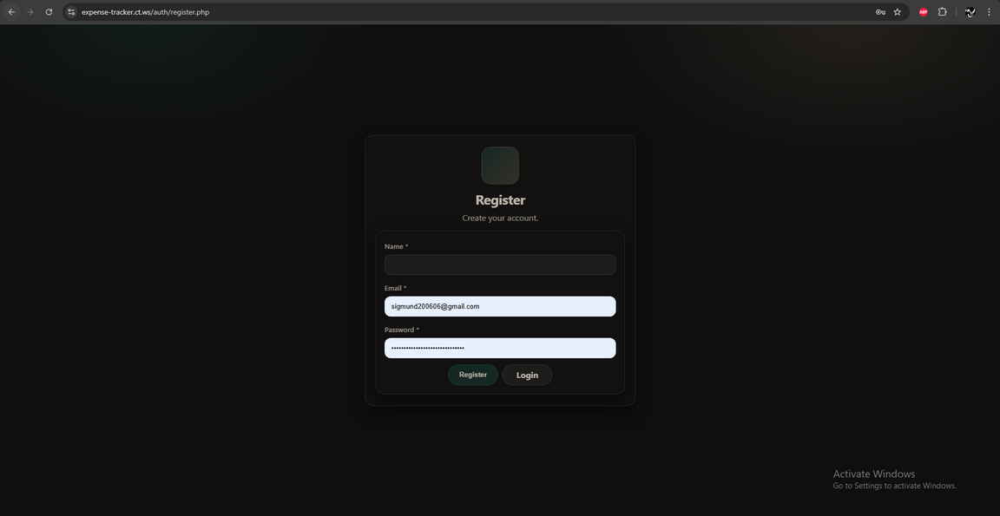 expense-tracker.ct.ws/auth/register.php
ABP
Register
Create your account.
Name *
Email *
sigmund200606@gmail.com
Password *
••••••••••••••••••••••••••••••
Register Login
Activate Windows
Go to Settings to activate Windows.